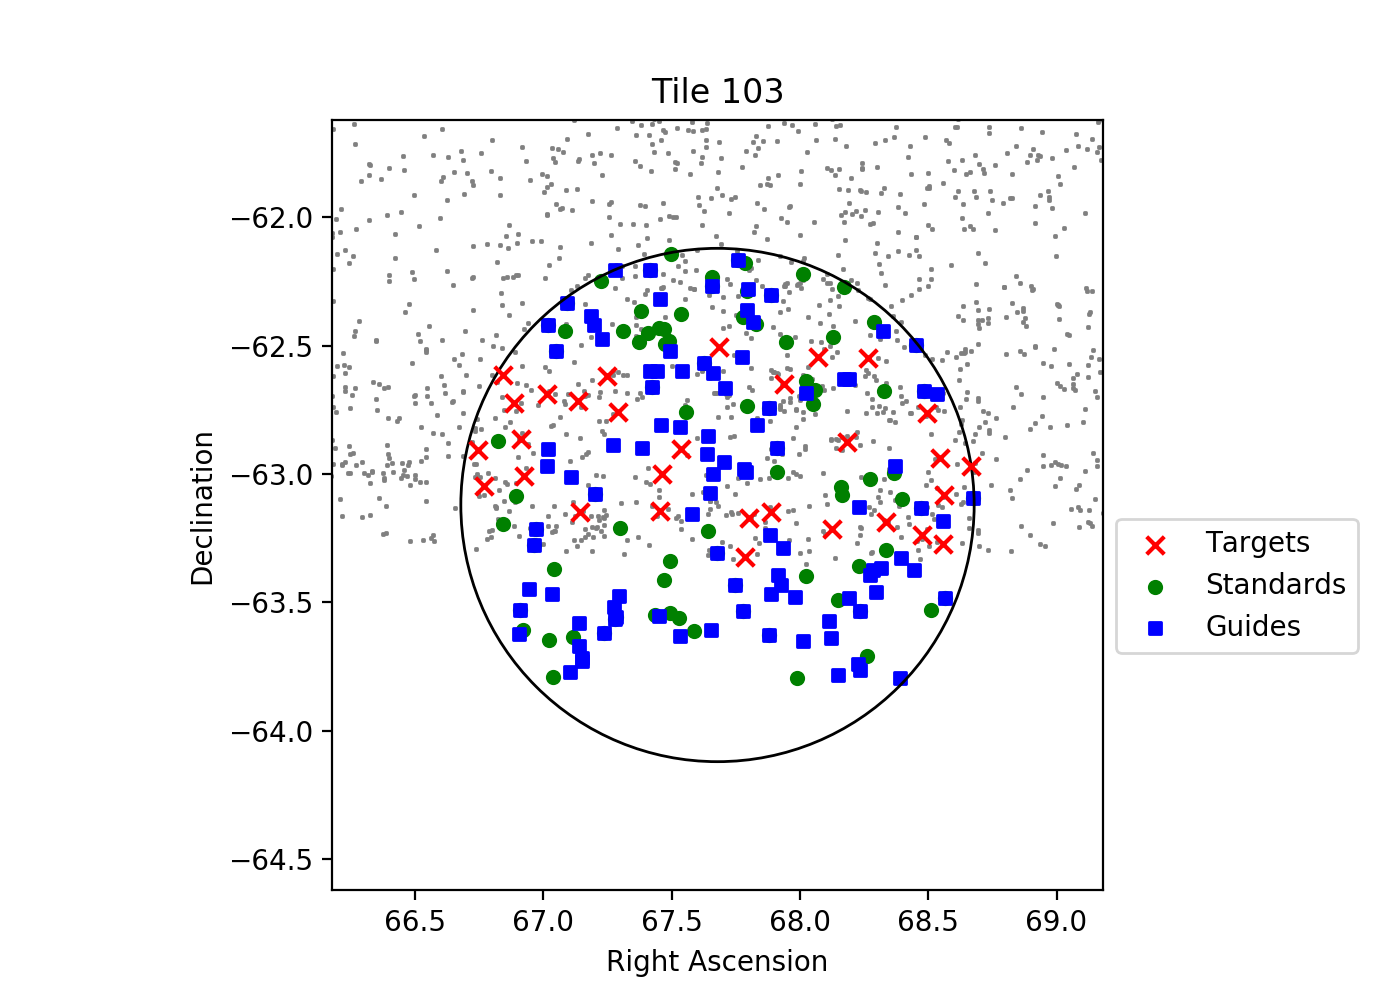 Tile 103
−62.0
−62.5
−63.0
−63.5
−64.0
−64.5
Declination
66.5 67.0 67.5 68.0 68.5 69.0
Right Ascension
Targets
Standards
Guides